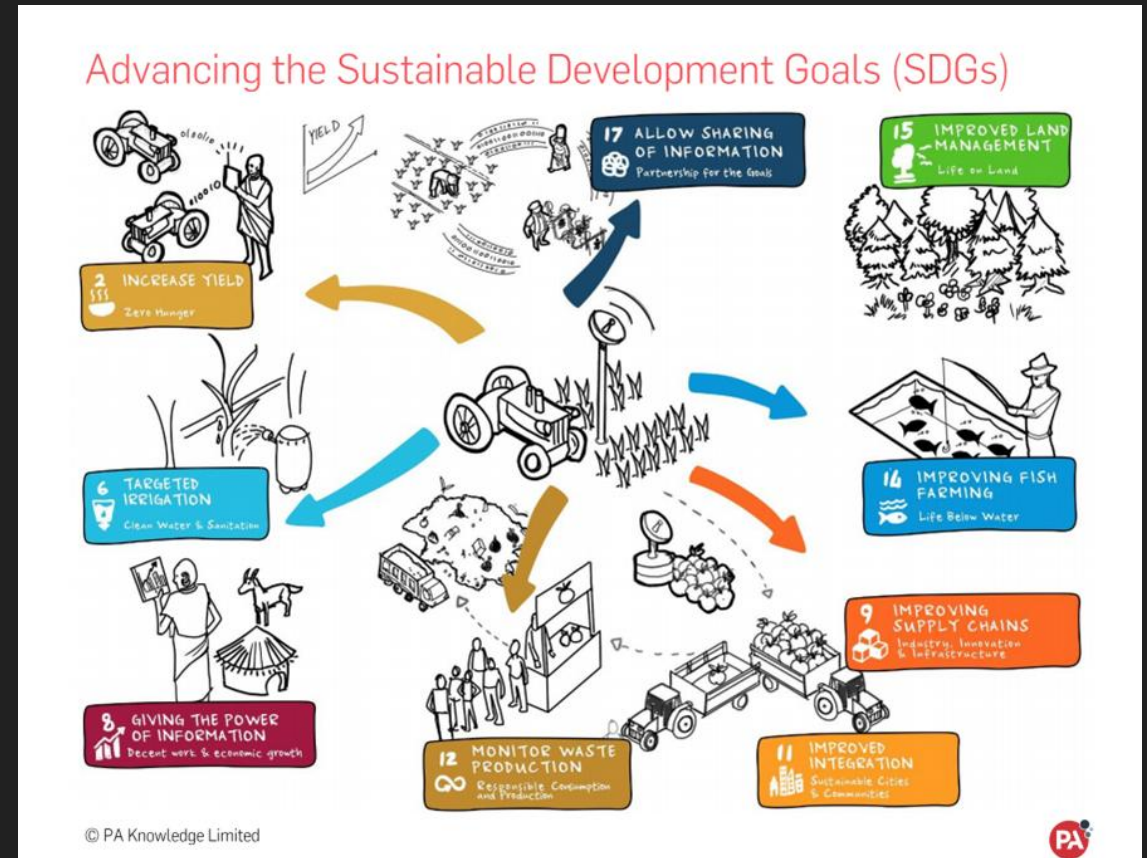 Advancing the Sustainable Development Goals (SDGs)
YIELD
17 ALLOW SHARING
OF INFORMATION
Partnership for the Goals
15 IMPROVED LAND
MANAGEMENT
Life on Land
2 INCREASE YIELD
Zero Hunger
6 TARGETED
IRRIGATION
Clean Water & Sanitation
14 IMPROVING FISH
FARMING
Life Below Water
9 IMPROVING
SUPPLY CHAINS
Industry, Innovation
& Infrastructure
8 GIVING THE POWER
OF INFORMATION
Decent work & economic growth
12 MONITOR WASTE
PRODUCTION
Responsible Consumption
and Production
11 IMPROVED
INTEGRATION
Sustainable Cities
& Communities
© PA Knowledge Limited
PA